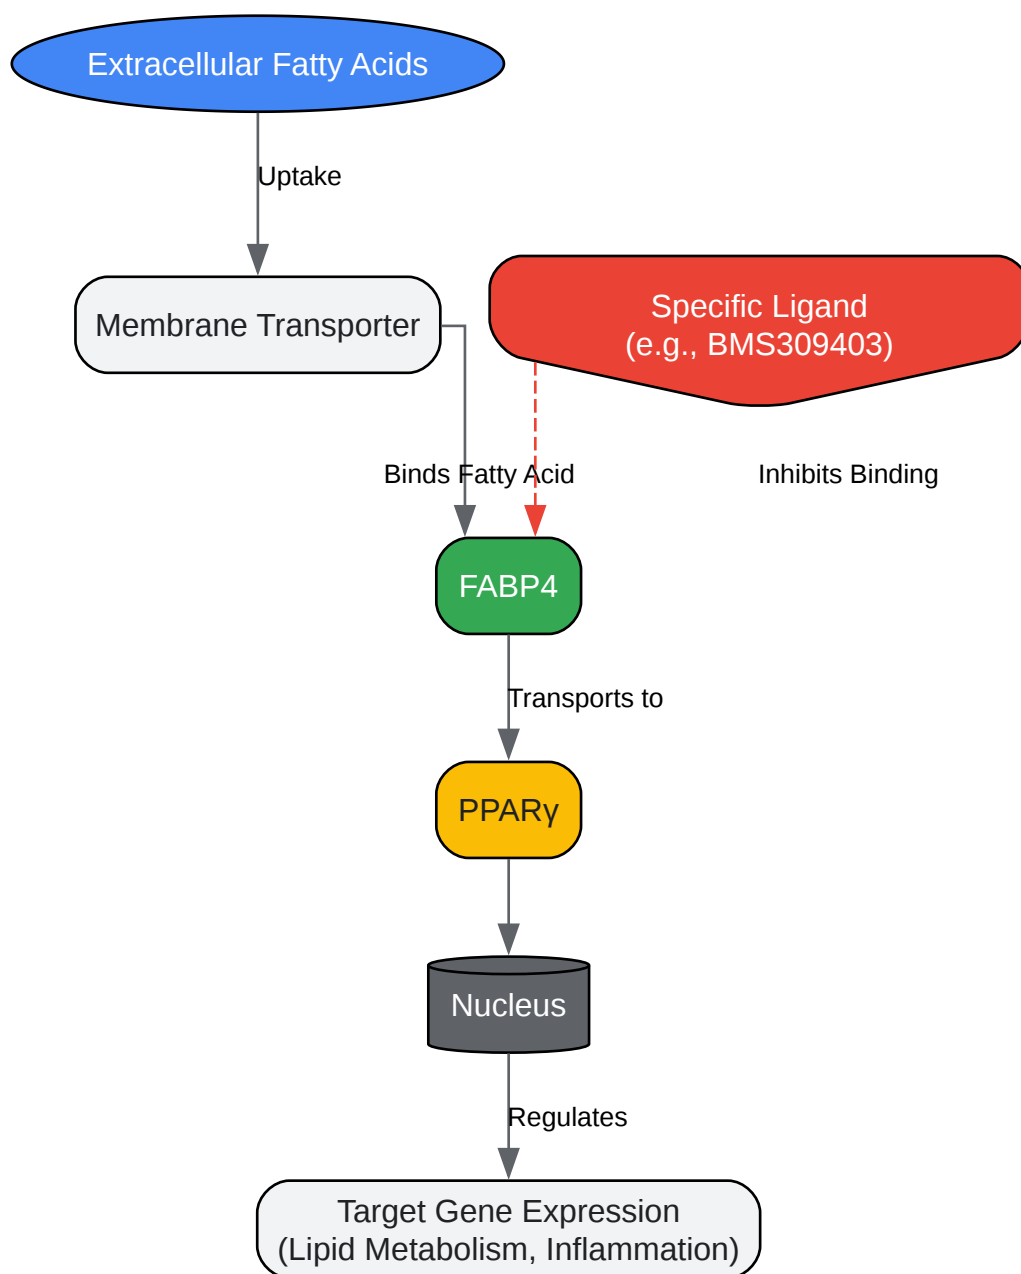 Extracellular Fatty Acids
Uptake
Membrane Transporter
Specific Ligand
(e.g., BMS309403)
Binds Fatty Acid
Inhibits Binding
FABP4
Transports to
PPARγ
Nucleus
Regulates
Target Gene Expression
(Lipid Metabolism, Inflammation)